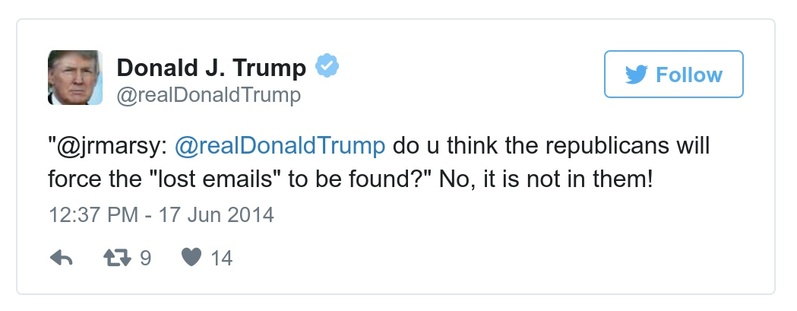 Donald J. Trump
@realDonaldTrump
Follow
"@jrmarsy: @realDonaldTrump do u think the republicans will
force the "lost emails" to be found?" No, it is not in them!
12:37 PM - 17 Jun 2014
9 14